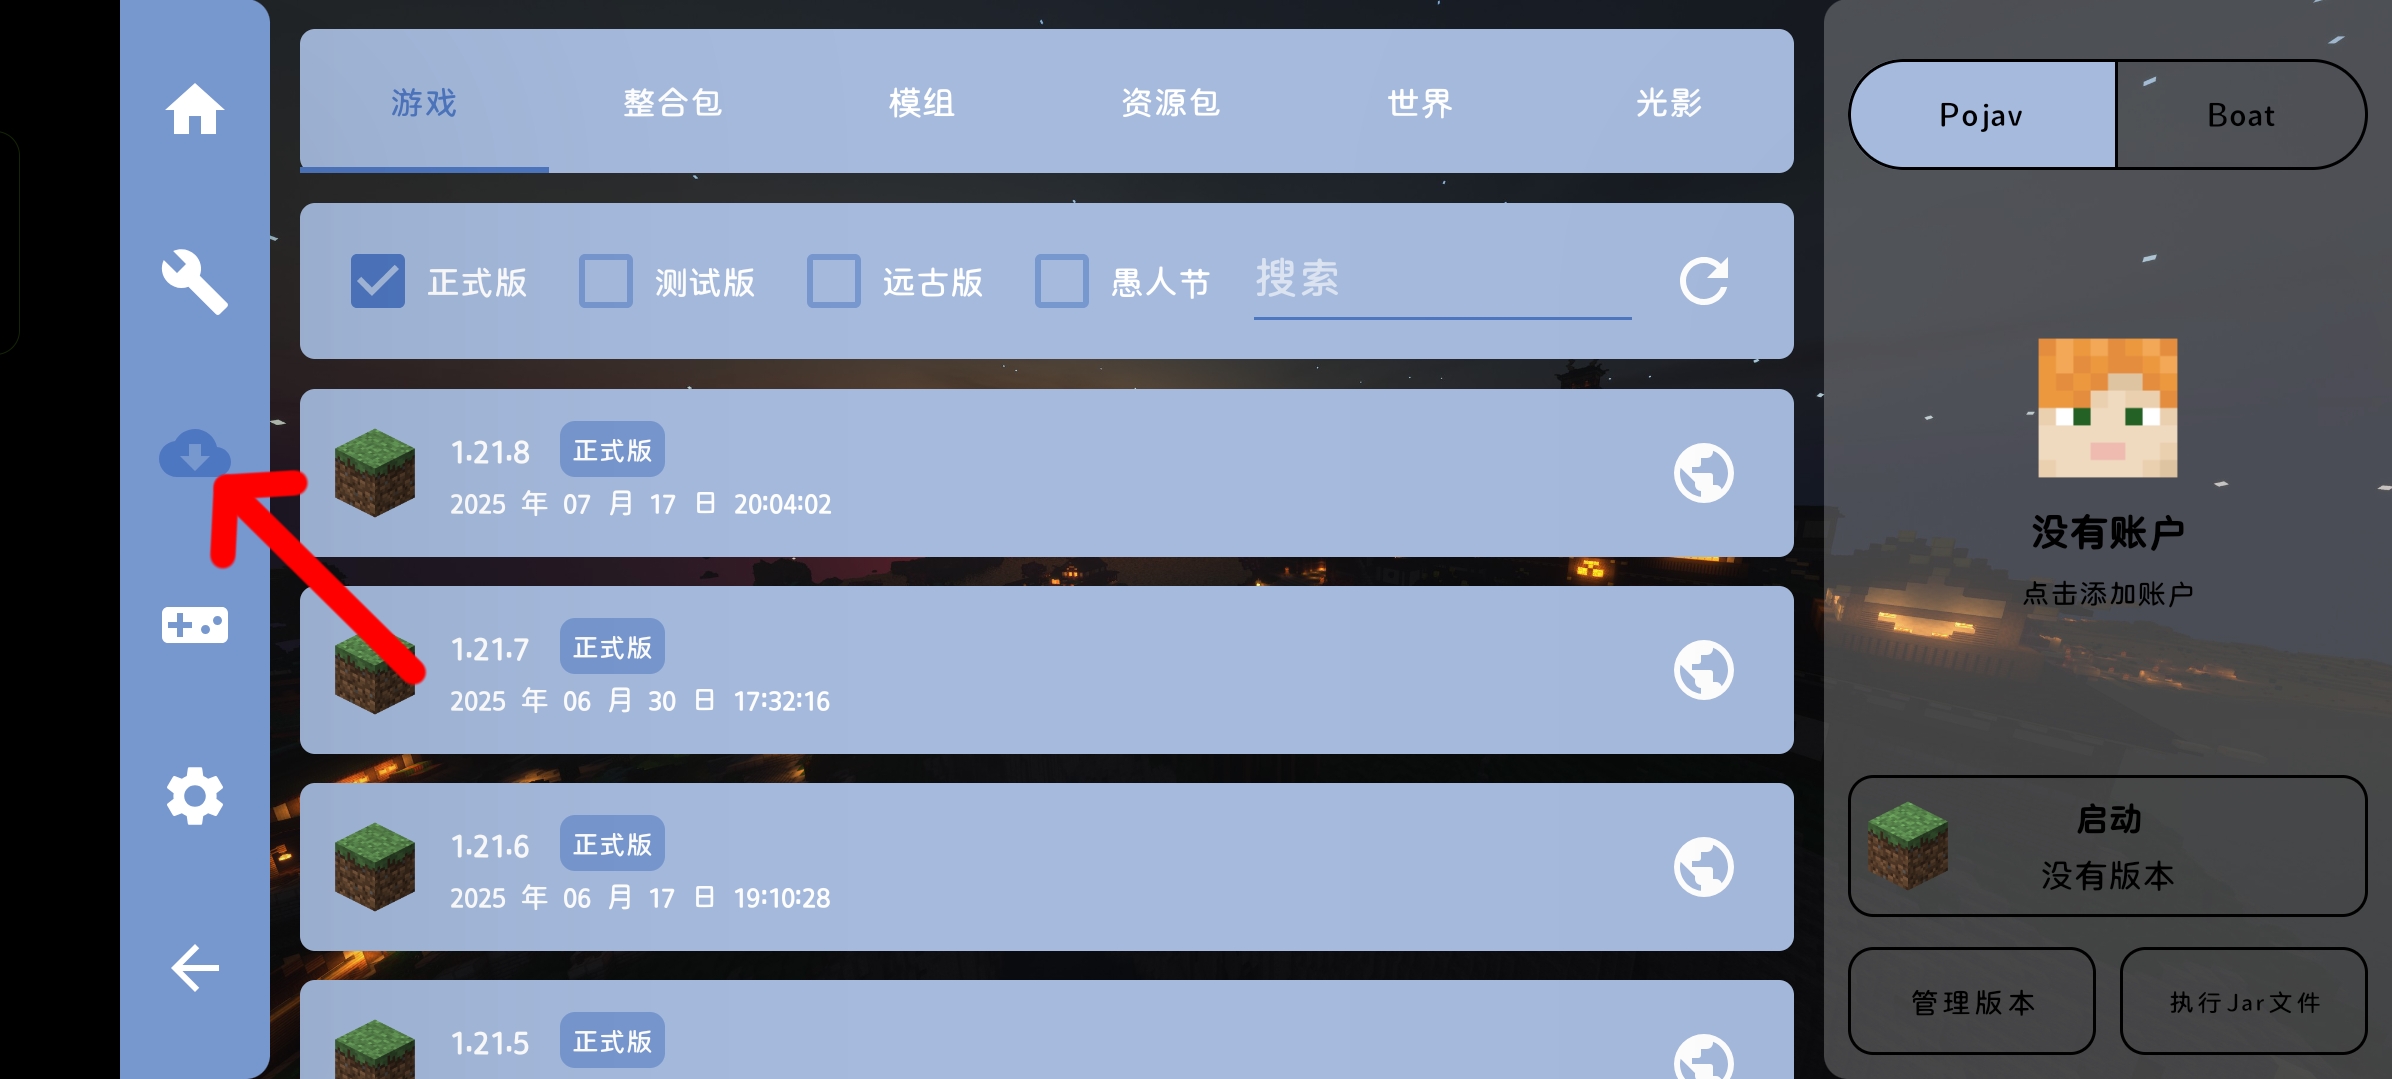 游戏 整合包 模组 资源包 世界 光影
正式版 测试版 远古版 愚人节 搜索
1.21.8 正式版
2025 年 07 月 17 日 20:04:02
1.21.7 正式版
2025 年 06 月 30 日 17:32:16
1.21.6 正式版
2025 年 06 月 17 日 19:10:28
1.21.5 正式版
Pojav Boat
没有账户
点击添加账户
启动
没有版本
管理版本 执行Jar文件